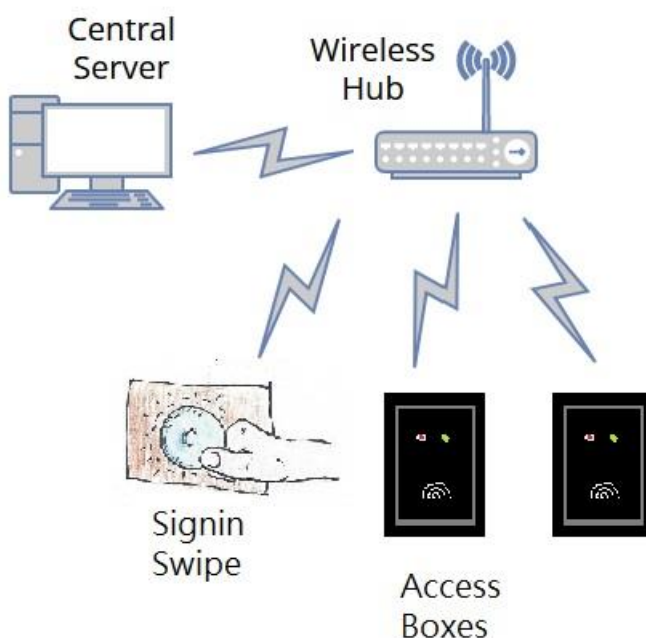 Central
Server
Wireless
Hub
Signin
Swipe
Access
Boxes